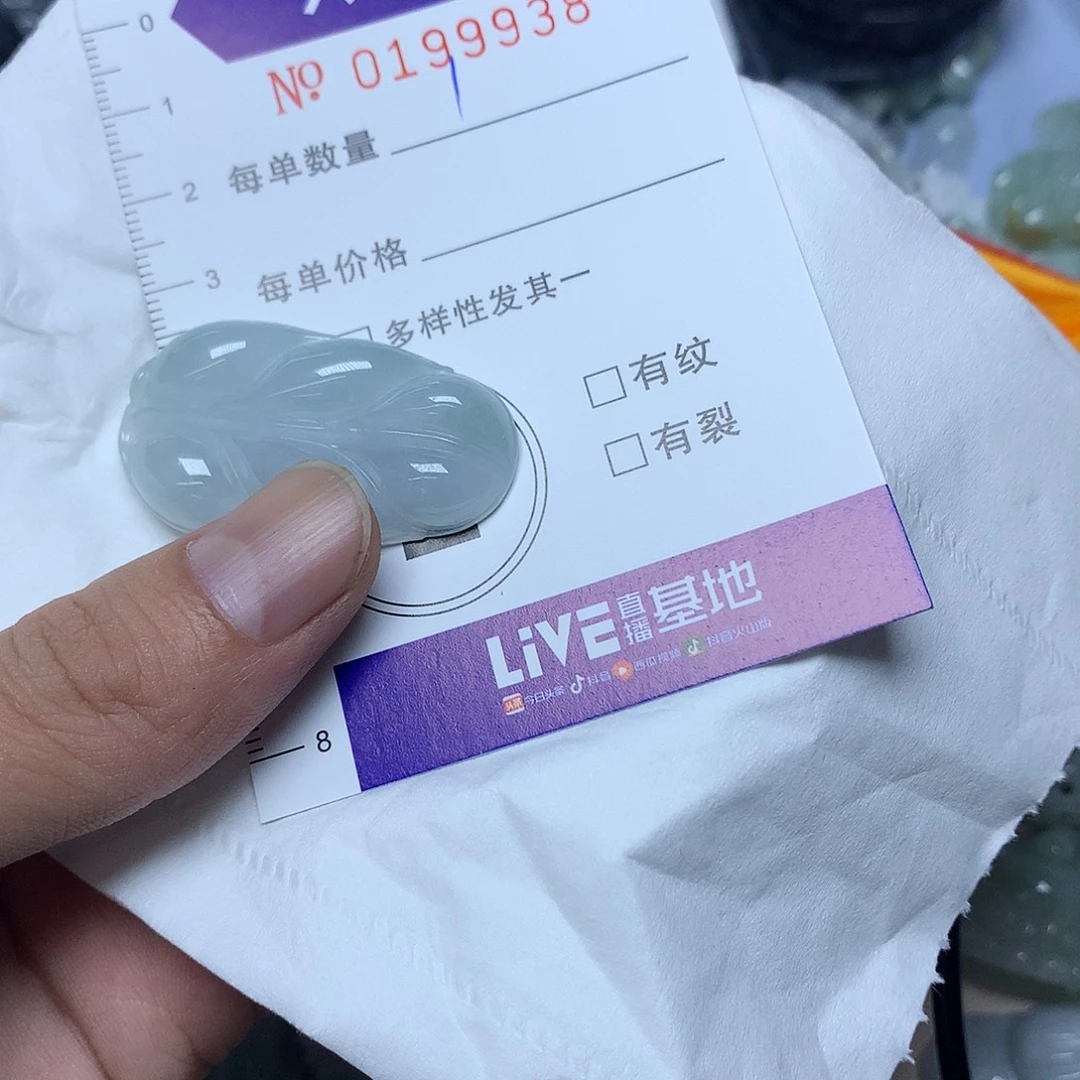 0
№ 0199938
1
每单数量
2
每单价格
3
多样性发其一
有纹
有裂
LiVE直播基地
今日头条 抖音 西瓜视频 抖音火山版
8